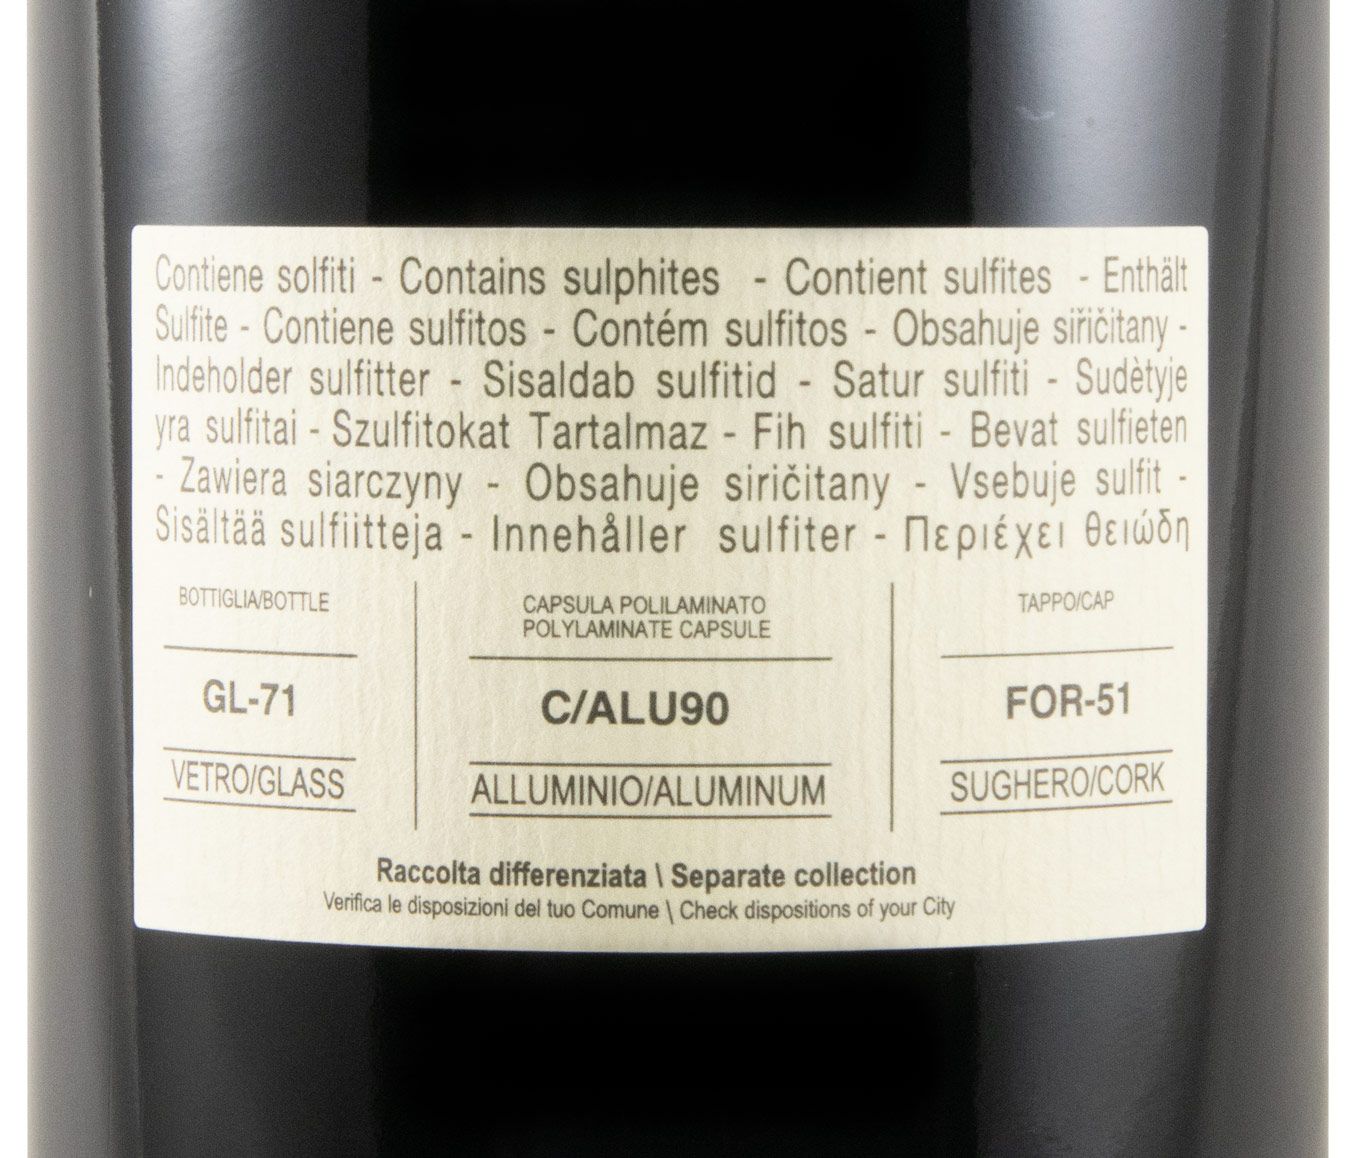 Contiene solfiti - Contains sulphites - Contient sulfites - Enthält
Sulfite - Contiene sulfitos - Contém sulfitos - Obsahuje siřičitany -
Indeholder sulfitter - Sisaldab sulfitid - Satur sulfiti - Sudètyje
yra sulfitai - Szulfitokat Tartalmaz - Fih sulfiti - Bevat sulfieten
- Zawiera siarczyny - Obsahuje siričitany - Vsebuje sulfit -
Sisältää sulfiitteja - Innehåller sulfiter - Περιέχει θειώδη
BOTTIGLIA/BOTTLE
GL-71
VETRO/GLASS
CAPSULA POLILAMINATO
POLYLAMINATE CAPSULE
C/ALU90
ALLUMINIO/ALUMINUM
TAPPO/CAP
FOR-51
SUGHERO/CORK
Raccolta differenziata \ Separate collection
Verifica le disposizioni del tuo Comune \ Check dispositions of your City